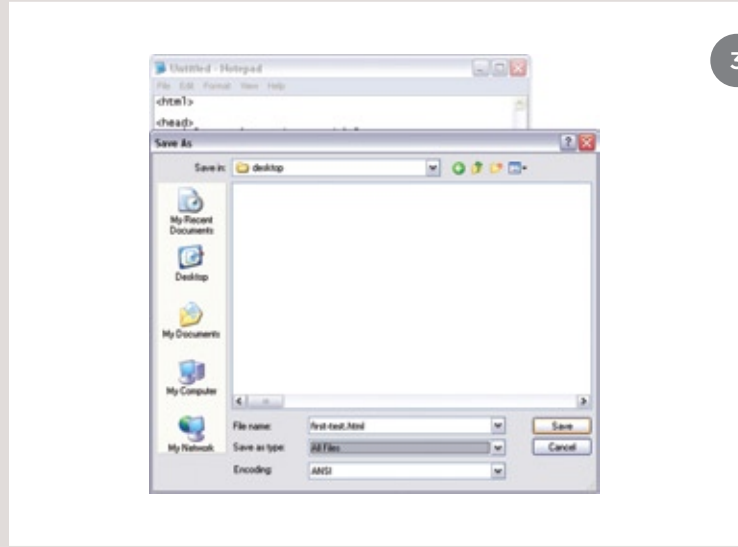 3
Untitled - Notepad
File Edit Format View Help
<html>
<head>
Save As
Save in: desktop
My Recent
Documents
Desktop
My Documents
My Computer
My Network
File name: first-test.html
Save as type: All Files
Encoding: ANSI
Save
Cancel